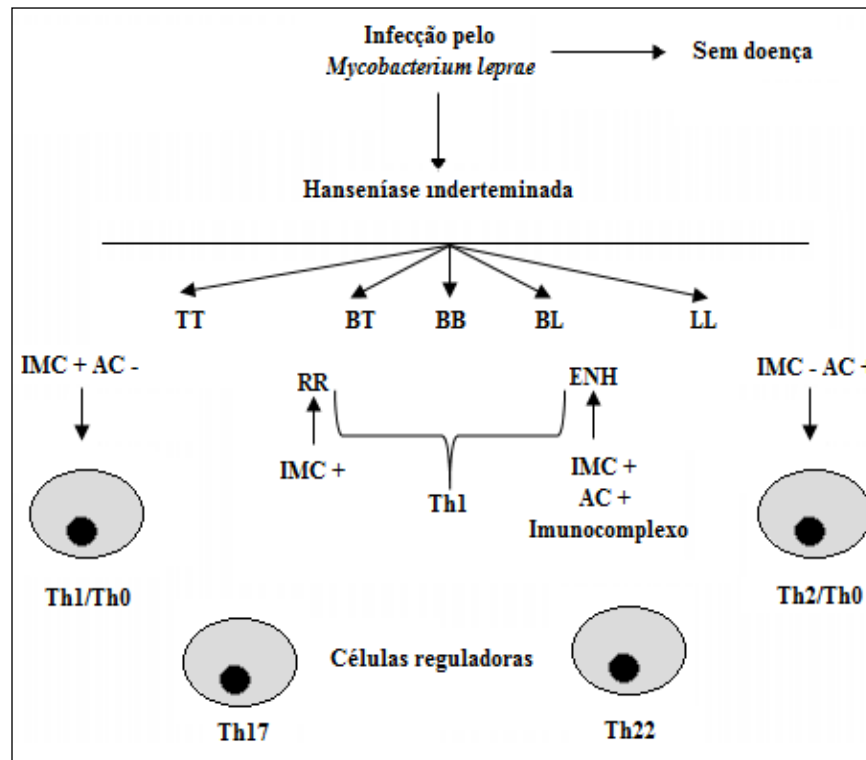 Infecção pelo
Mycobacterium leprae
Sem doença
Hanseníase ınderteminada
TT BT BB BL LL
IMC + AC -
RR
ENH
IMC - AC +
IMC +
Th1
IMC +
AC +
Imunocomplexo
Th1/Th0
Th2/Th0
Células reguladoras
Th17
Th22